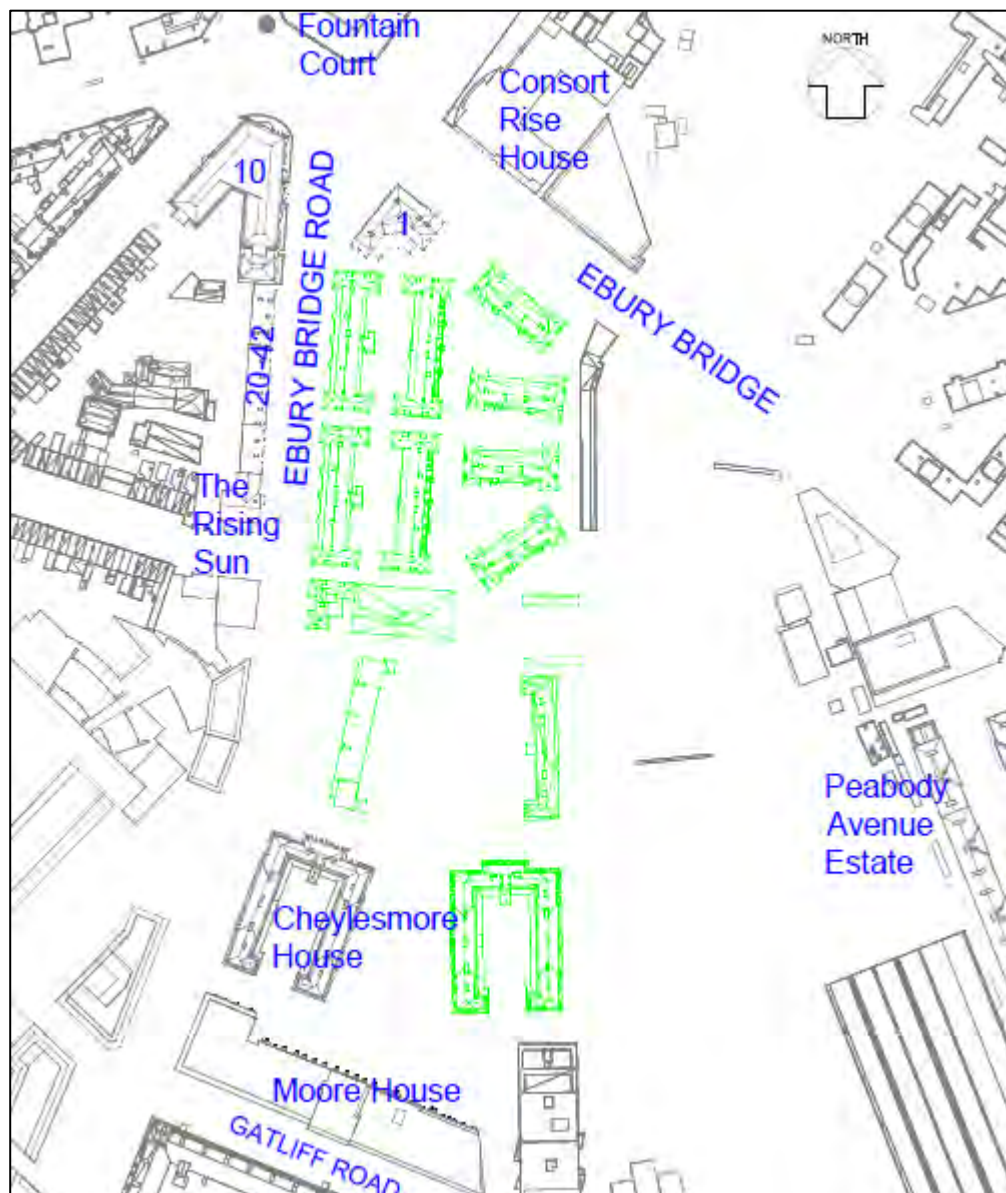 Fountain
Court
NORTH
Consort
Rise
House
10
1
EBURY BRIDGE ROAD
EBURY BRIDGE
20-42
The
Rising
Sun
Peabody
Avenue
Estate
Cheylesmore
House
Moore House
GATLIFF ROAD